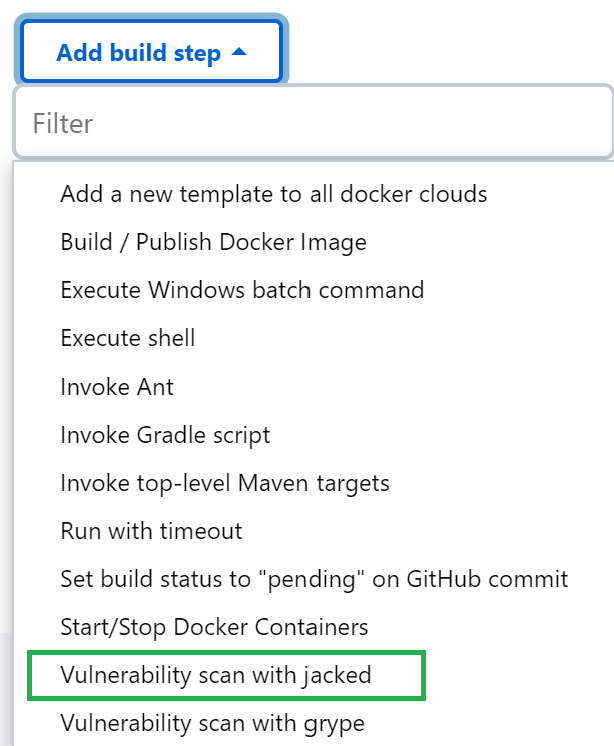 Add build step
Filter
Add a new template to all docker clouds
Build / Publish Docker Image
Execute Windows batch command
Execute shell
Invoke Ant
Invoke Gradle script
Invoke top-level Maven targets
Run with timeout
Set build status to "pending" on GitHub commit
Start/Stop Docker Containers
Vulnerability scan with jacked
Vulnerability scan with grype